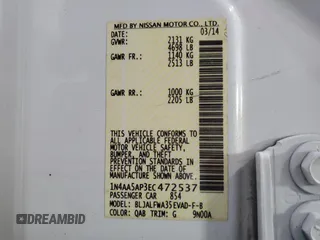 MFD BY NISSAN MOTOR CO., LTD.
DATE: 03/14
GVWR: 2131 KG
4698 LB
GAWR FR.: 1140 KG
2513 LB
GAWR RR.: 1000 KG
2205 LB
THIS VEHICLE CONFORMS TO
ALL APPLICABLE FEDERAL
MOTOR VEHICLE SAFETY,
BUMPER, AND THEFT
PREVENTION STANDARDS IN
EFFECT ON THE DATE OF
MANUFACTURE SHOWN ABOVE.
1N4AA5AP3EC472537
PASSENGER CAR 854
MODEL: BLJALFWA35EVAD-F-B
COLOR: QAB TRIM: G 9N00A
© DREAMBID